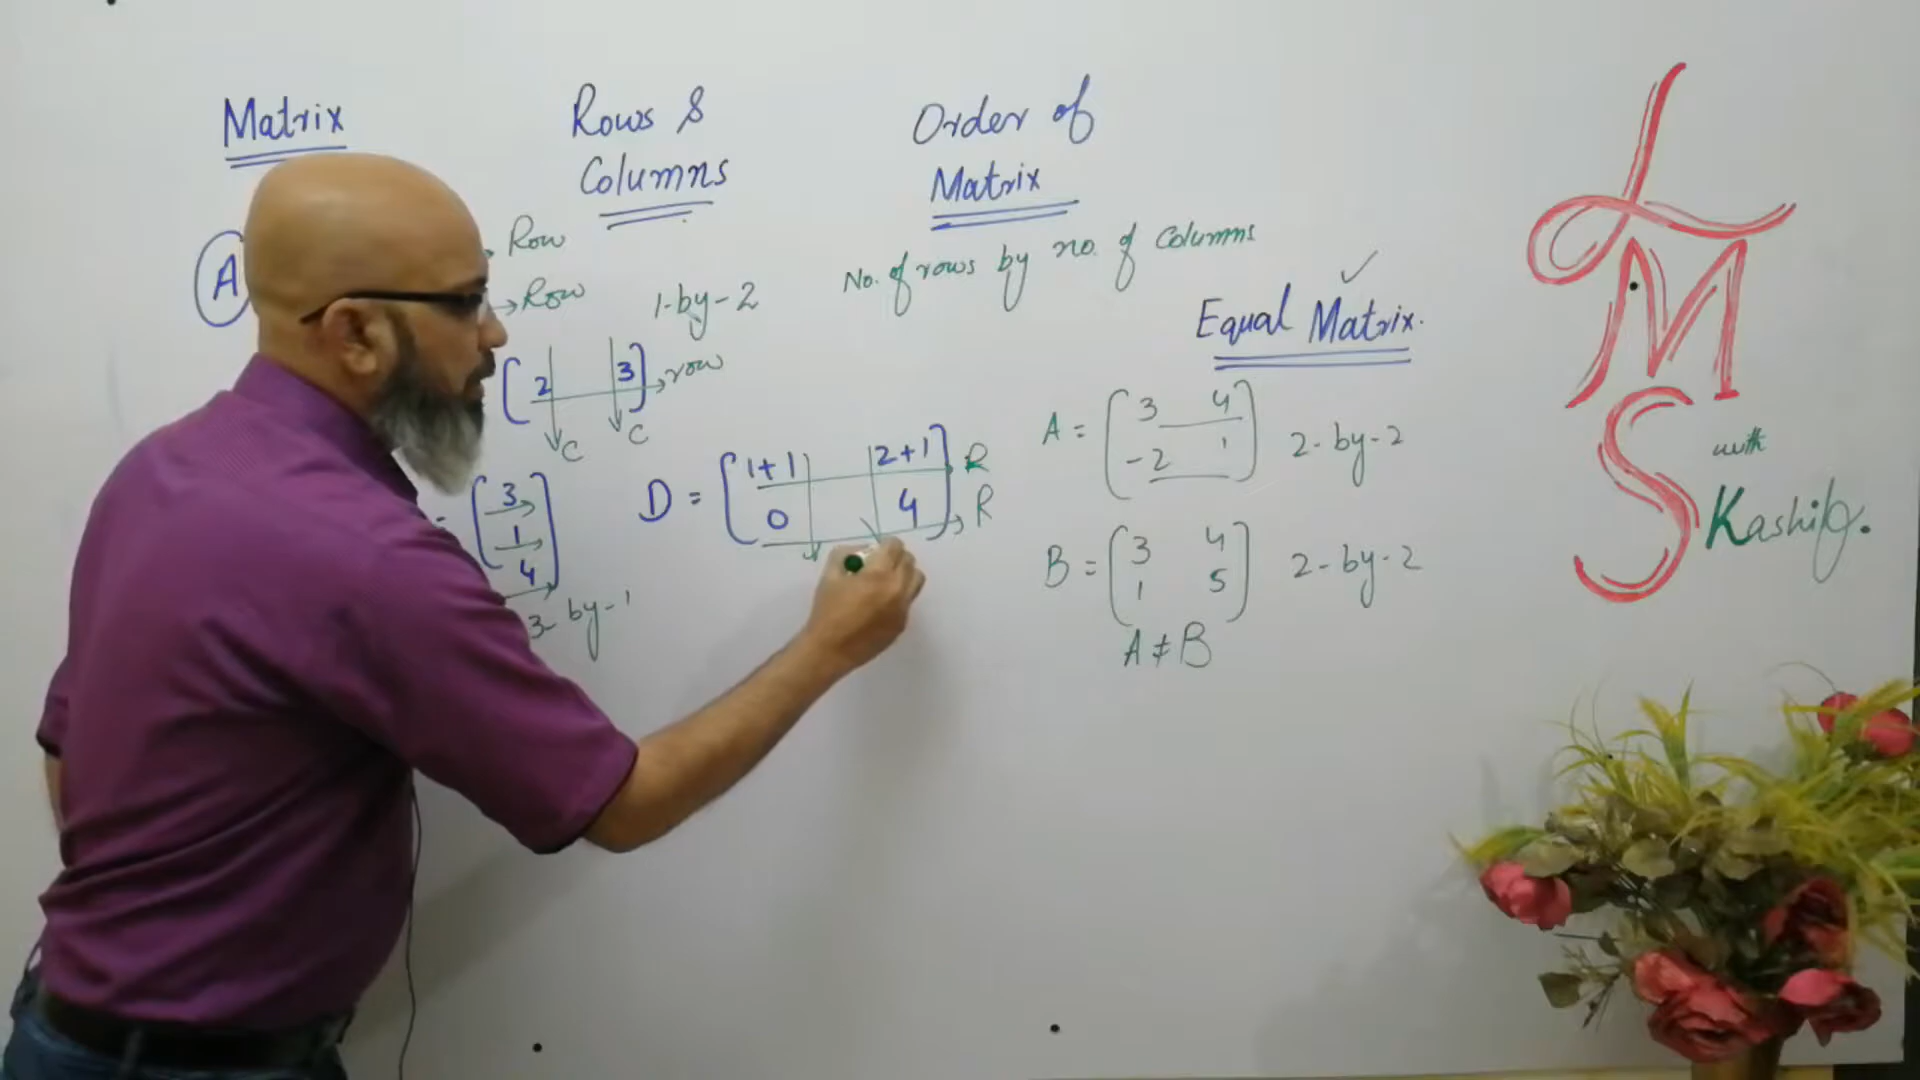 Matrix
Rows &
Columns
Order of
Matrix
A
Row
Row
1-by-2
No. of rows by no. of Columns
Equal Matrix.
[2 3] row
C C
D = [1+1 2+1] R
[0 4] R
= [3
1
4]
3-by-1
A = [3 4
-2 1] 2-by-2
B = [3 4
1 5] 2-by-2
A ≠ B
LMS
with
Kashif.